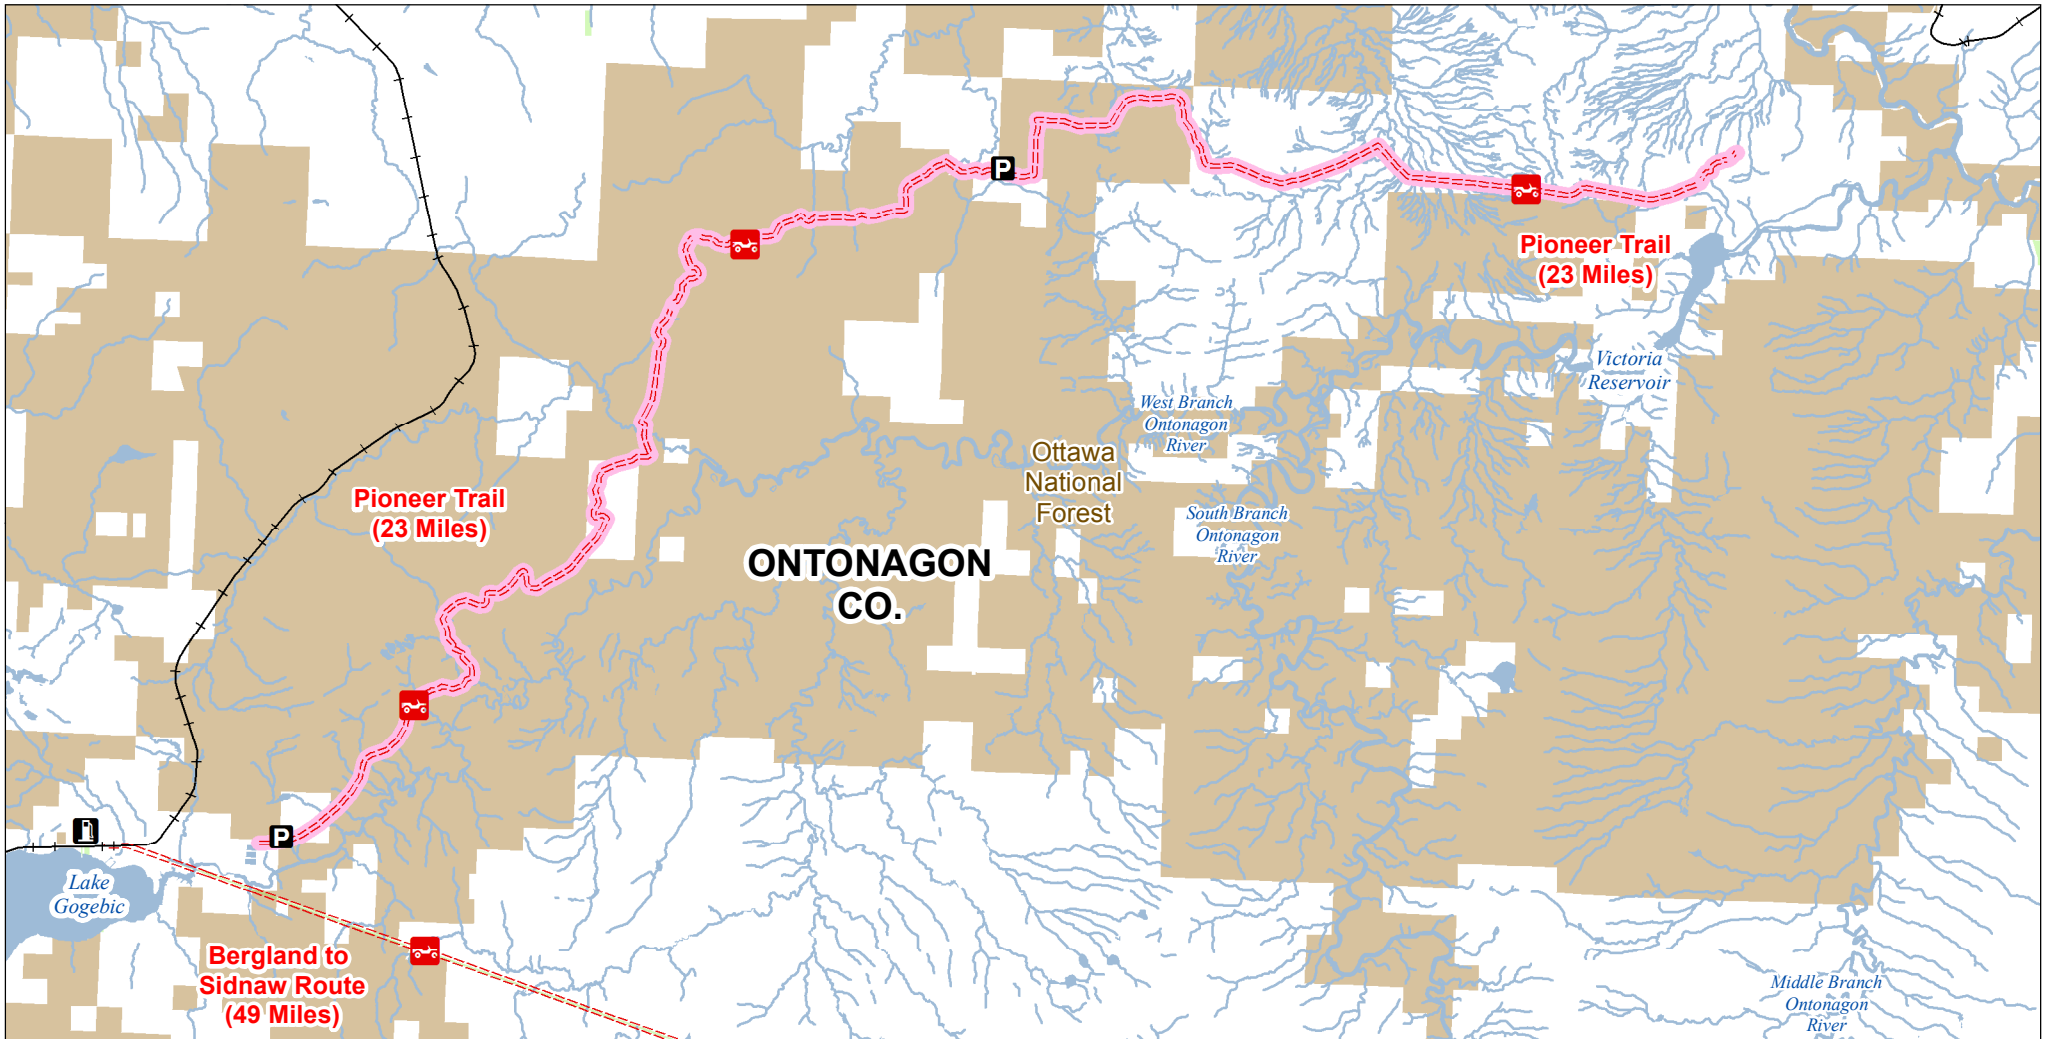 P
Pioneer Trail
(23 Miles)
Victoria
Reservoir
West Branch
Ontonagon
River
Ottawa
National
Forest
Pioneer Trail
(23 Miles)
South Branch
Ontonagon
River
ONTONAGON
CO.
P
Lake
Gogebic
Bergland to
Sidnaw Route
(49 Miles)
Middle Branch
Ontonagon
River